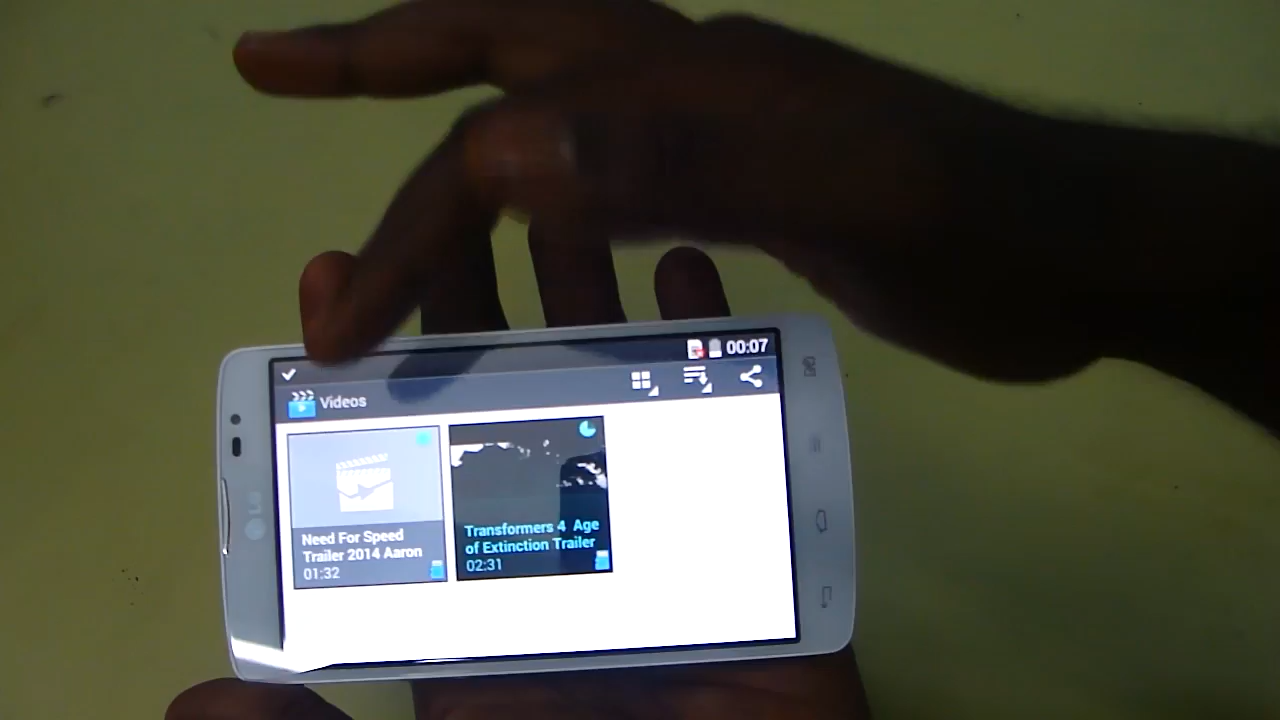 00:07
Videos
Need For Speed
Trailer 2014 Aaron
01:32
Transformers 4 Age
of Extinction Trailer
02:31
LG